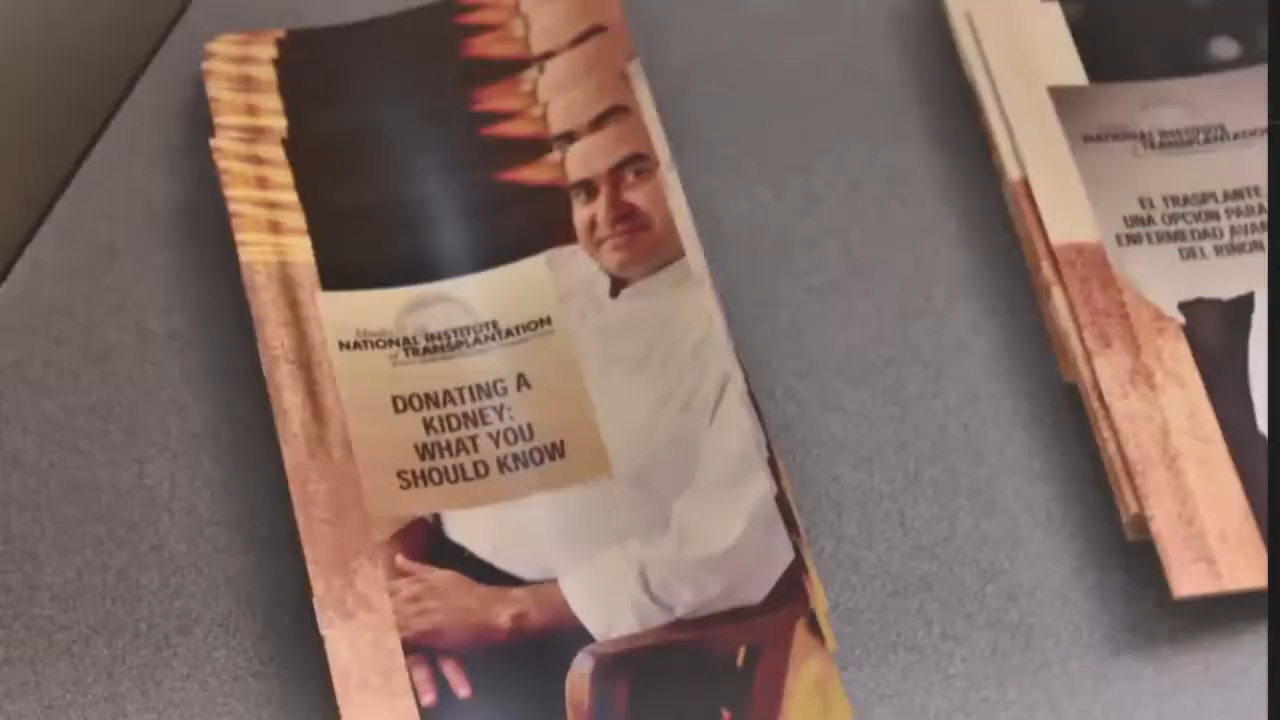 NATIONAL INSTITUTE
of TRANSPLANTATION
DONATING A
KIDNEY:
WHAT YOU
SHOULD KNOW
NATIONAL INSTITUTE
TRANSPLANTATION
EL TRASPLANTE
UNA OPCION PARA
ENFERMEDAD AVAN
DEL RIÑON